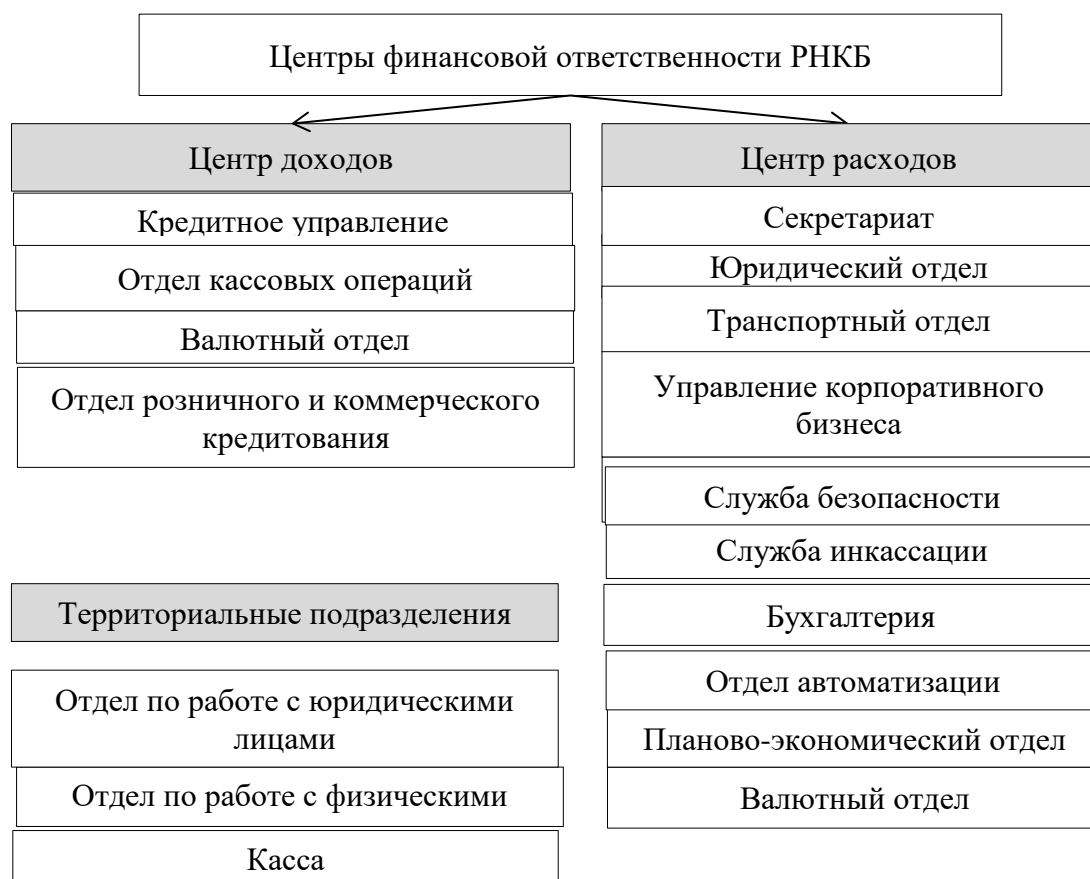 Центры финансовой ответственности РНКБ
Центр доходов
Кредитное управление
Отдел кассовых операций
Валютный отдел
Отдел розничного и коммерческого
кредитования
Территориальные подразделения
Отдел по работе с юридическими
лицами
Отдел по работе с физическими
Касса
Центр расходов
Секретариат
Юридический отдел
Транспортный отдел
Управление корпоративного
бизнеса
Служба безопасности
Служба инкассации
Бухгалтерия
Отдел автоматизации
Планово-экономический отдел
Валютный отдел